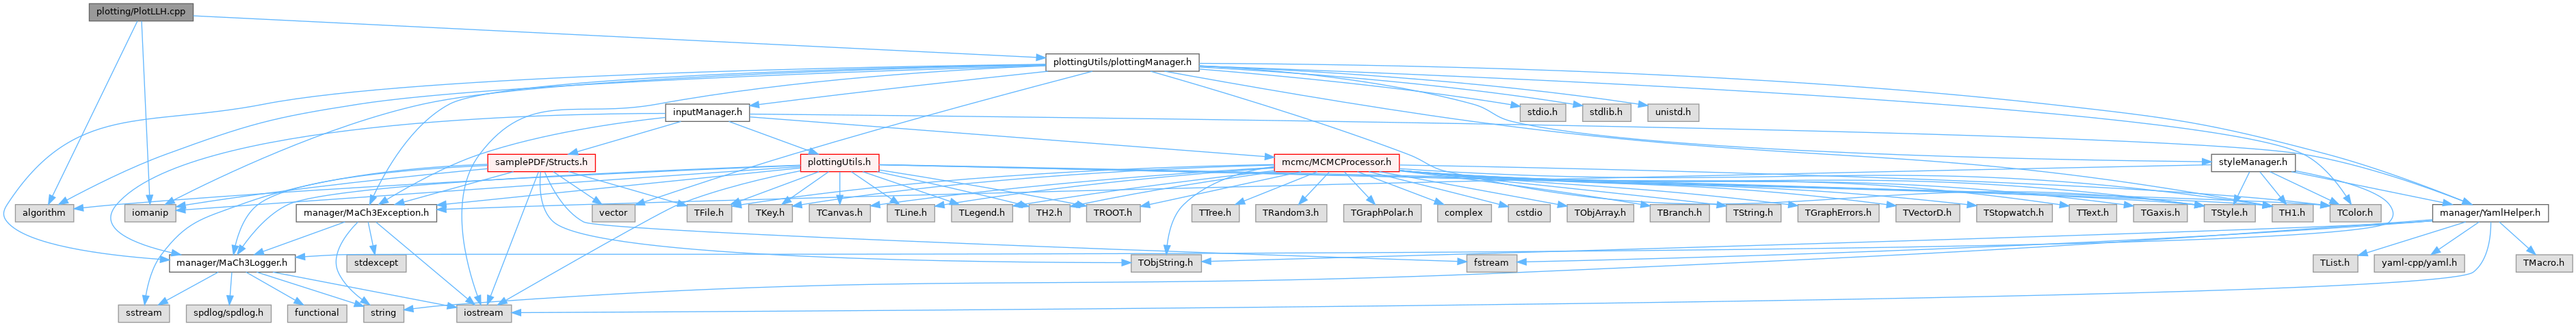 plotting/PlotLLH.cpp
plottingUtils/plottingManager.h
inputManager.h
stdio.h
stdlib.h
unistd.h
samplePDF/Structs.h
plottingUtils.h
mcmc/MCMCProcessor.h
styleManager.h
algorithm
iomanip
manager/MaCh3Exception.h
vector
TFile.h
TKey.h
TCanvas.h
TLine.h
TLegend.h
TH2.h
TROOT.h
TTree.h
TRandom3.h
TGraphPolar.h
complex
cstdio
TObjArray.h
TBranch.h
TString.h
TGraphErrors.h
TVectorD.h
TStopwatch.h
TText.h
TGaxis.h
TStyle.h
TH1.h
TColor.h
manager/YamlHelper.h
manager/MaCh3Logger.h
stdexcept
TObjString.h
fstream
TList.h
yaml-cpp/yaml.h
TMacro.h
sstream
spdlog/spdlog.h
functional
string
iostream